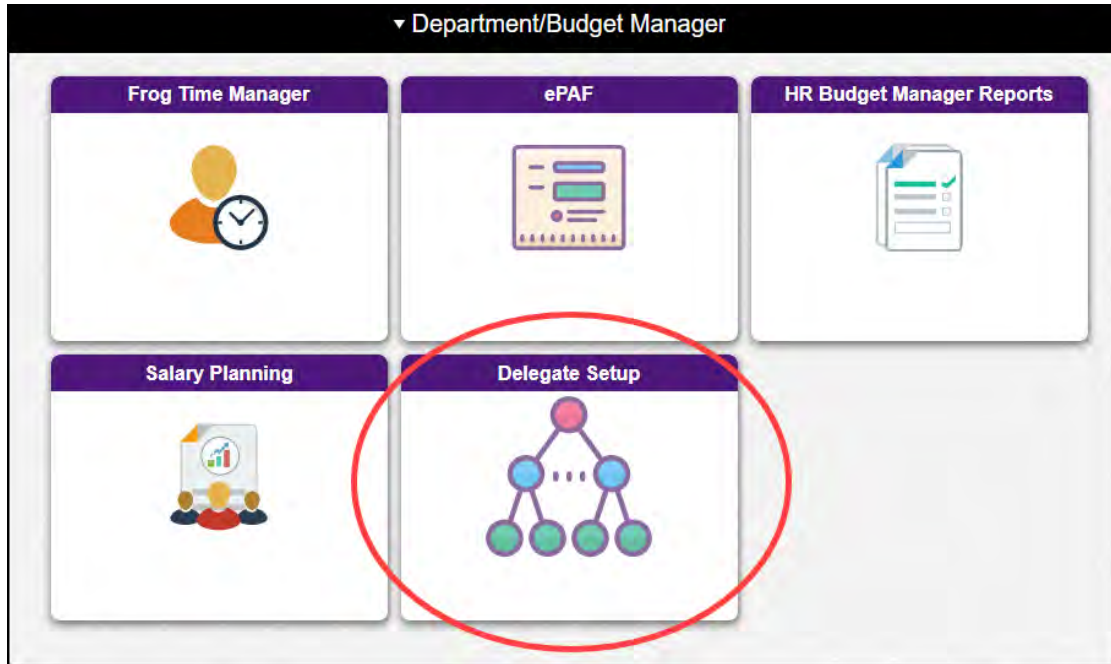 Department/Budget Manager
Frog Time Manager
ePAF
HR Budget Manager Reports
Salary Planning
Delegate Setup